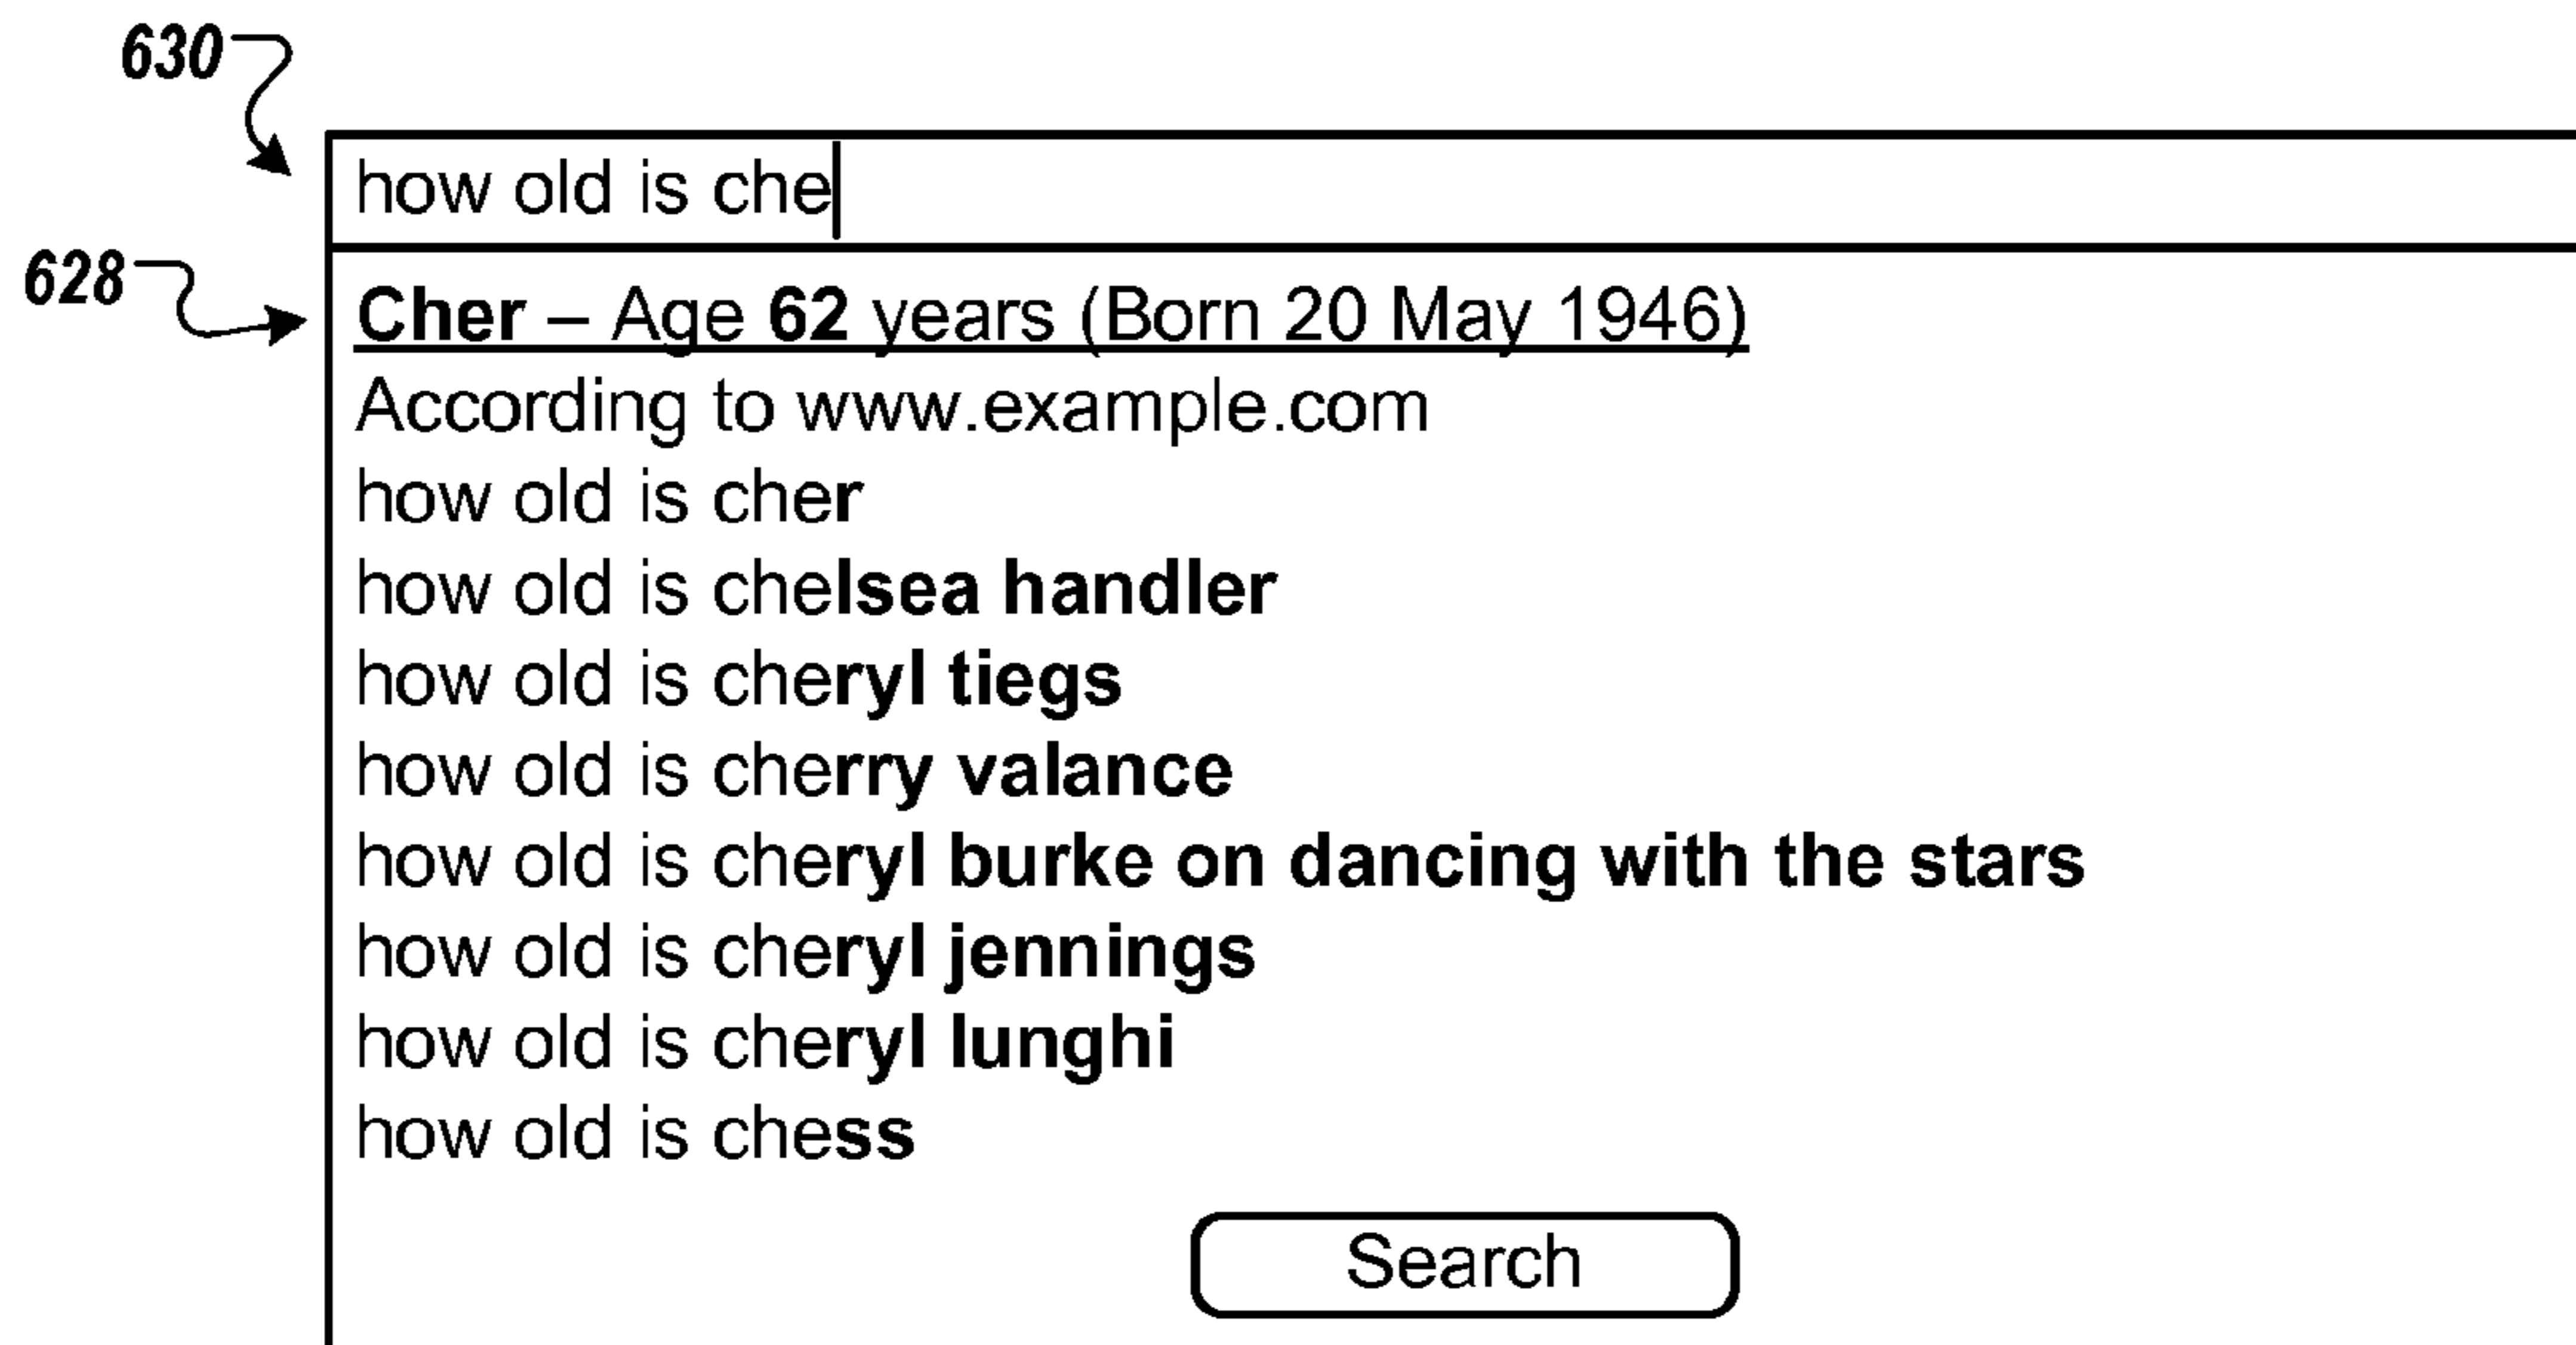 630
how old is che
628
Cher – Age 62 years (Born 20 May 1946)
According to www.example.com
how old is cher
how old is chelsea handler
how old is cheryl tiegs
how old is cherry valance
how old is cheryl burke on dancing with the stars
how old is cheryl jennings
how old is cheryl lunghi
how old is chess
Search